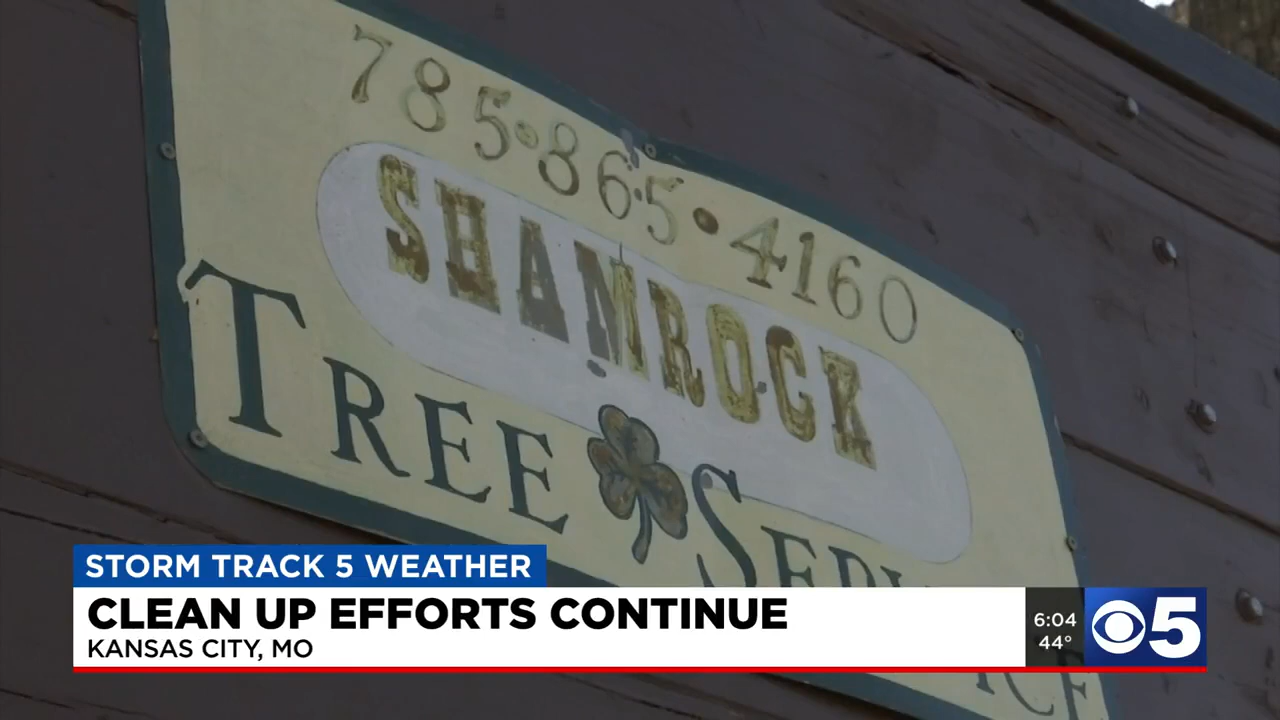 785•865•4160
SHAMROCK
TREE SERVICE
STORM TRACK 5 WEATHER
CLEAN UP EFFORTS CONTINUE
KANSAS CITY, MO
6:04
44°
5